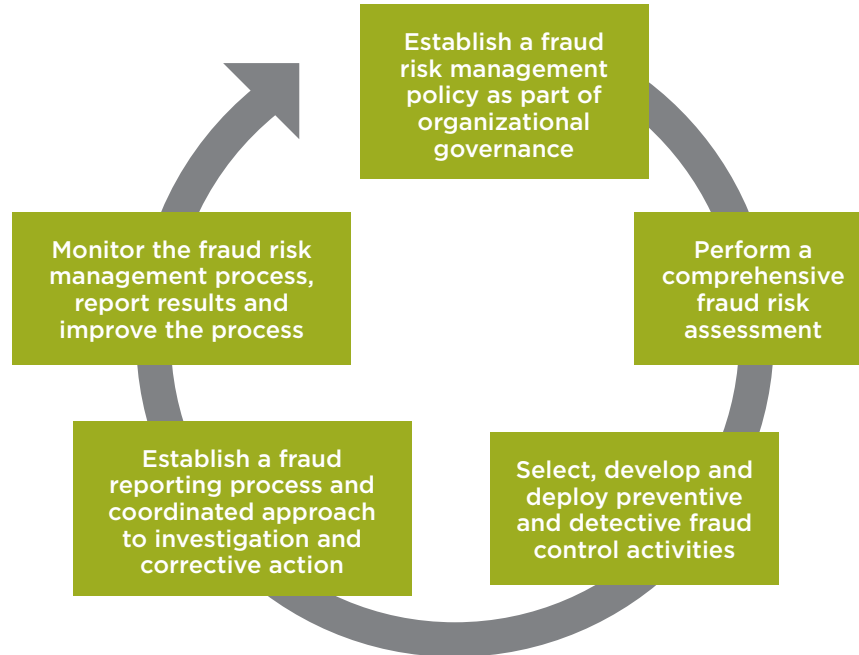 Establish a fraud
risk management
policy as part of
organizational
governance
Perform a
comprehensive
fraud risk
assessment
Select, develop and
deploy preventive
and detective fraud
control activities
Establish a fraud
reporting process and
coordinated approach
to investigation and
corrective action
Monitor the fraud risk
management process,
report results and
improve the process